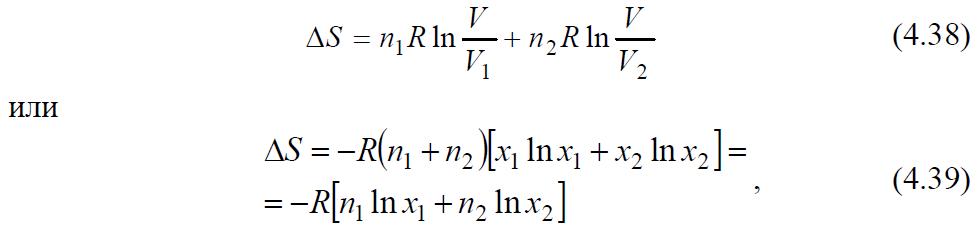 ΔS = n₁R ln V/V₁ + n₂R ln V/V₂ (4.38)
или
ΔS = −R(n₁ + n₂)[x₁ ln x₁ + x₂ ln x₂] =
= −R[n₁ ln x₁ + n₂ ln x₂] , (4.39)